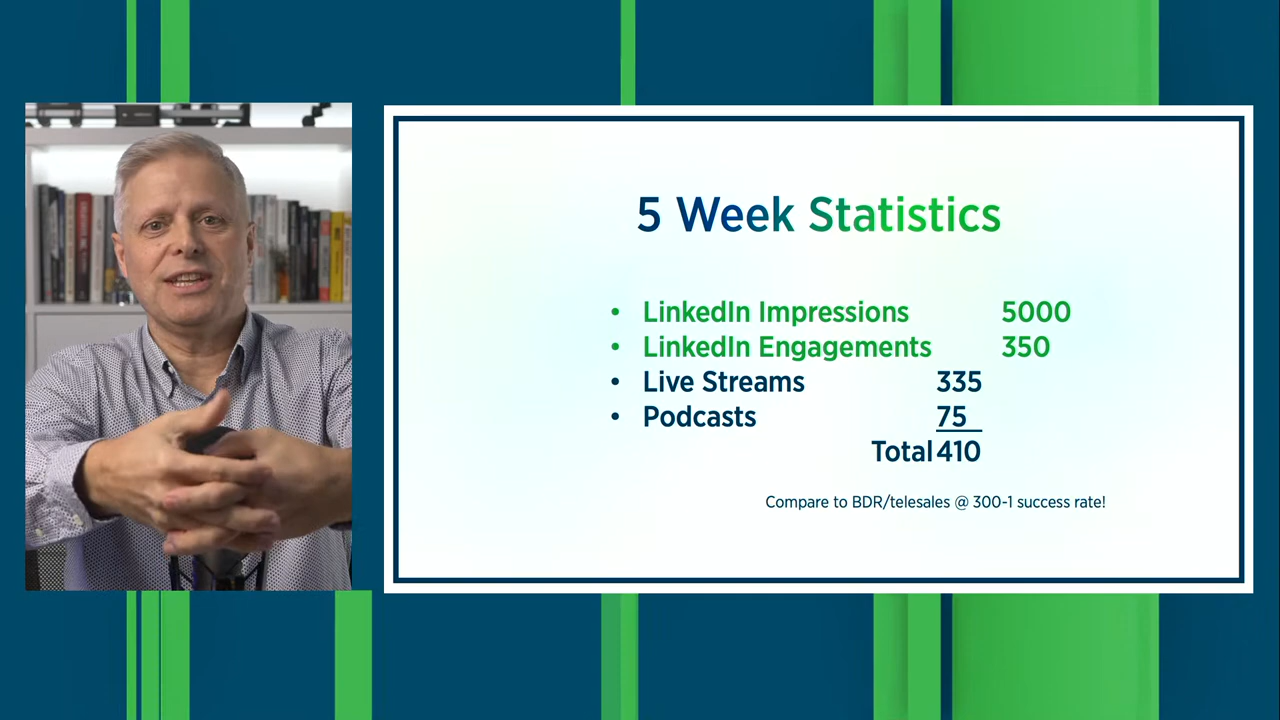 5 Week Statistics
• LinkedIn Impressions 5000
• LinkedIn Engagements 350
• Live Streams 335
• Podcasts 75
Total 410
Compare to BDR/telesales @ 300-1 success rate!